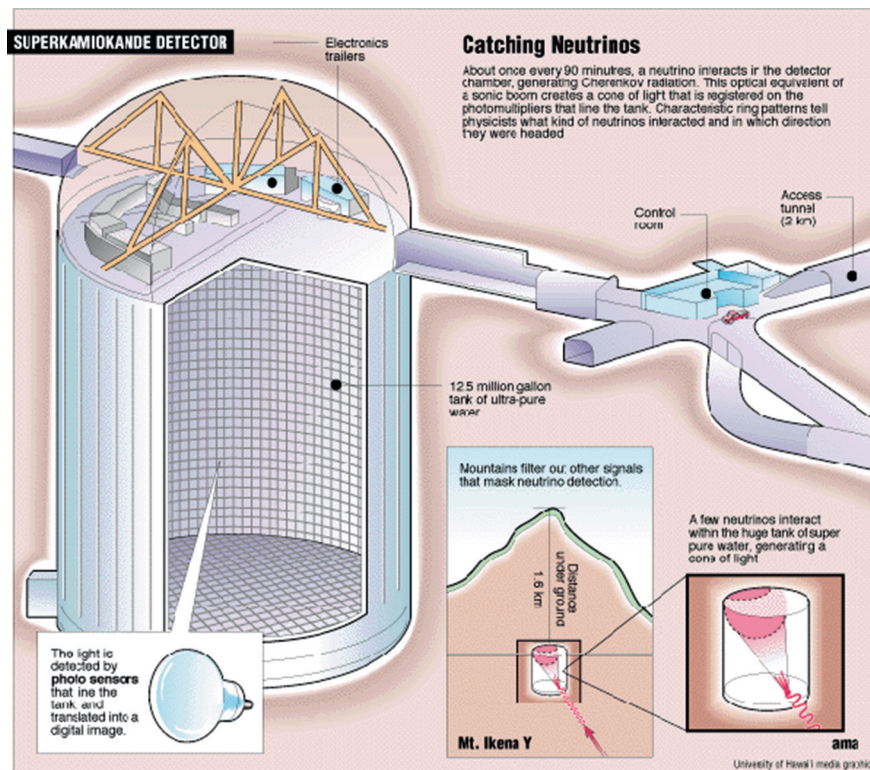 SUPERKAMIOKANDE DETECTOR
Electronics
trailers
Catching Neutrinos
About once every 90 minutres, a neutrino interacts in the detector
chamber, generating Cherenkov radiation. This optical equivalent of
a sonic boom creates a cone of light that is registered on the
photomultipliers that line the tank. Characteristic ring patterns tell
physicists what kind of neutrinos interacted and in which direction
they were headed
Control
room
Access
tunnel
(2 km)
12.5 million gallon
tank of ultra-pure
water
Mountains filter out other signals
that mask neutrino detection.
Distance
under ground
1.6 km
Mt. Ikena Y
A few neutrinos interact
within the huge tank of super
pure water, generating a
cone of light
ama
The light is
detected by
photo sensors
that line the
tank, and
translated into a
digital image.
University of Hawai'i media graphic